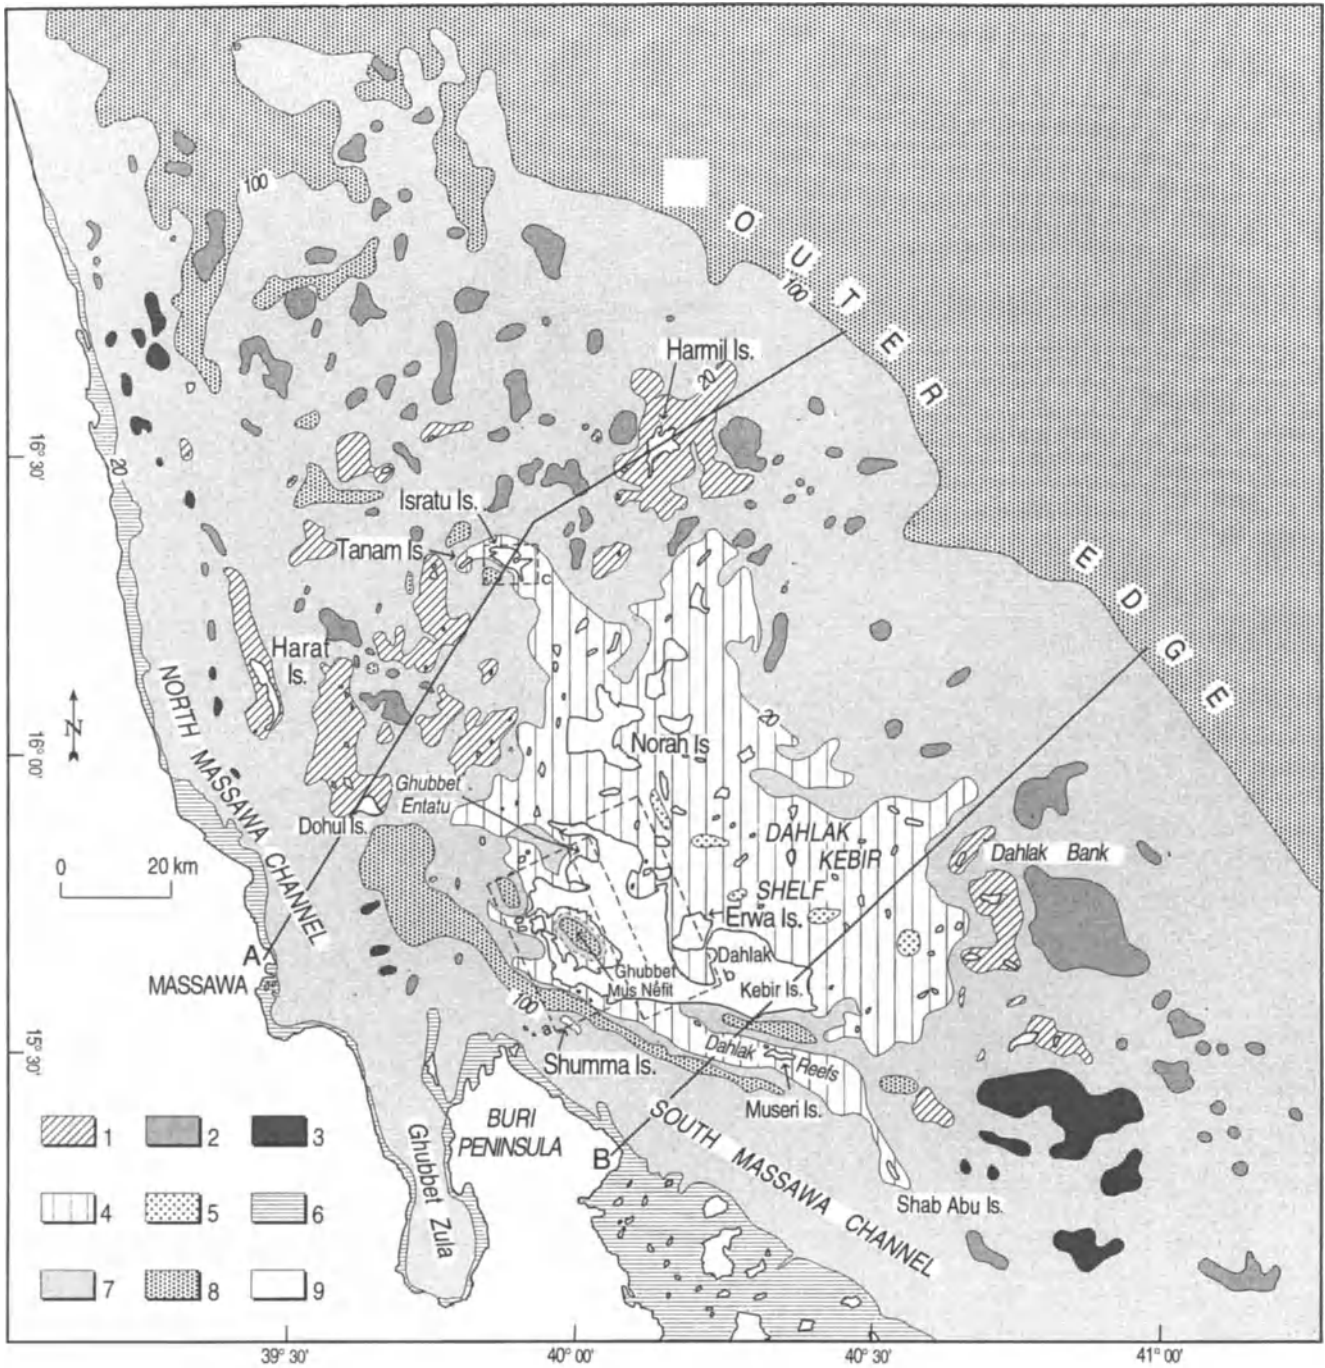 100
OUTER
100
Harmil Is.
20
16° 30'
20
Isratu Is.
Tanam Is.
c
EDGE
Harat
Is.
NORTH MASSAWA CHANNEL
N
20
Norah Is
16° 00'
Ghubbet
Entatu
Dohul Is.
0 20 km
DAHLAK
KEBIR
SHELF
Dahlak Bank
Erwa Is.
A
MASSAWA
Dahlak
b
Kebir Is.
Ghubbet
Mus Nefit
100
a
Shumma Is.
Dahlak Reefs
Museri Is.
15° 30'
BURI
PENINSULA
B
SOUTH MASSAWA CHANNEL
Ghubbet Zula
Shab Abu Is.
1 2 3
4 5 6
7 8 9
39° 30' 40° 00' 40° 30' 41° 00'